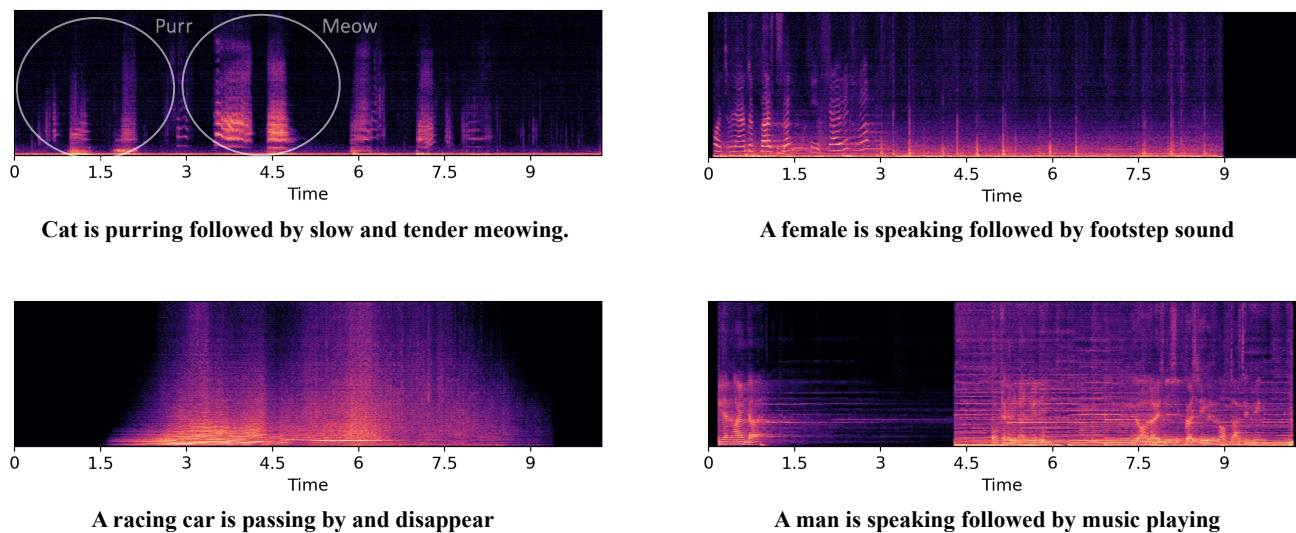 Purr Meow
0 1.5 3 4.5 6 7.5 9
Time
Cat is purring followed by slow and tender meowing.
0 1.5 3 4.5 6 7.5 9
Time
A female is speaking followed by footstep sound
0 1.5 3 4.5 6 7.5 9
Time
A racing car is passing by and disappear
0 1.5 3 4.5 6 7.5 9
Time
A man is speaking followed by music playing